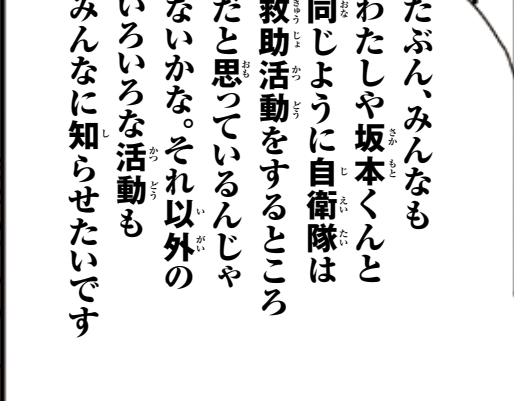 たぶん、みんなも
わたしや坂本くんと
同じように自衛隊は
救助活動をするところ
だと思っているんじゃ
ないかな。それ以外の
いろいろな活動も
みんなに知らせたいです